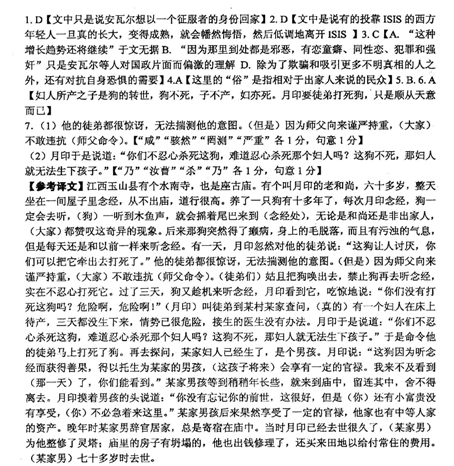 1. D【文中只是说安瓦尔想以一个征服者的身份回家】2. D【文中是说有的投靠 ISIS 的西方
年轻人一旦真的长大，变得成熟，就会幡然悔悟，然后低调离开 ISIS 】3. C【A. “这种
增长趋势还将继续”于文无据 B. “因为那里到处都是邪恶，有恋童癖、同性恋、犯罪和强
奸”只是安瓦尔等人对国政片面而偏激的理解 D. 除为了欺骗和吸引更多不明真相的人之
外，还有对抗自身恐惧的需要】4.A【这里的“俗”是指相对于出家人来说的民众】5. B. 6. A
【妇人所产之子是狗的转世，狗不死，子不产，妇亦死。月印要徒弟打死狗，只是顺从天意
而已】
7.（1）他的徒弟都很惊讶，无法揣测他的意图。（但是）因为师父向来谨严持重，（大家）
不敢违抗（师父命令）。【“咸”“骇然”“罔测”“严重”各 1 分，句意 1 分】
（2）月印于是说道：“你们不忍心杀死这狗，难道忍心杀死那个妇人吗？这狗不死，那妇人
就无法生下孩子。”【“乃”“汝曹”“杀”“乃”各 1 分，句意 1 分】
【参考译文】江西玉山县有个水南寺，也是座古庙。有个叫月印的老和尚，六十多岁，整天
坐在一间屋子里念经，从不出庙，道行很高。养了一只狗有十多年了，每次月印念经，狗一
定会去听，（狗）一听到木鱼声，就会摇着尾巴来到（念经处），无论是和尚还是非出家人，
（大家）都赞叹这奇异的现象。后来那狗突然得了癞病，身上的毛脱落，而且有污浊的气息，
但是每天还是和以前一样来听念经。有一天，月印忽然对他的徒弟说：“这狗让人讨厌，你
们可以把它牵出去打死了。”他的徒弟都很惊讶，无法揣测他的意图。（但是）因为师父向来
谨严持重，（大家）不敢违抗（师父命令）。（徒弟们）姑且把狗唤出去，禁止狗再去听念经，
实在不忍心打死它。过了三天，狗又趁机来听念经，月印看到它，吃惊地说：“你们没有打
死这狗吗？危险啊，危险啊！”（月印）叫徒弟到某村某家查问，（真的）有一个妇人在床上
待产，三天都没生下来，情势已很危险，接生的医生没有办法。月印于是说道：“你们不忍
心杀死这狗，难道忍心杀死那个妇人吗？这狗不死，那妇人就无法生下孩子。”于是命令他
的徒弟马上打死了狗。再去探问，某家妇人已经生了，是个男孩。月印说：“这狗因为听念
经而获得善果，得以托生为某家的男孩，（这孩子将来）会享有一定的官禄。我来不及看到
（那一天）了，你们能看到。”某家男孩等到稍稍年长些，就来到庙中，留连其中，舍不得
离去。月印摸着男孩的头说道：“你没有忘记你的前世，这很好，但是（你）还有小富贵没
有享受，（你）不必急着来这里。”某家男孩后来果然享受了一定的官禄，他家也有中等人家
的资产。晚年时某家男孩辞官居家，总是寄宿在庙中。当时月印已经去世很久了，（某家男）
为他整修了灵塔；庙里的房子有坍塌的，他也出钱修理了，还买来田地以给付常住的费用。
（某家男）七十多岁时去世。